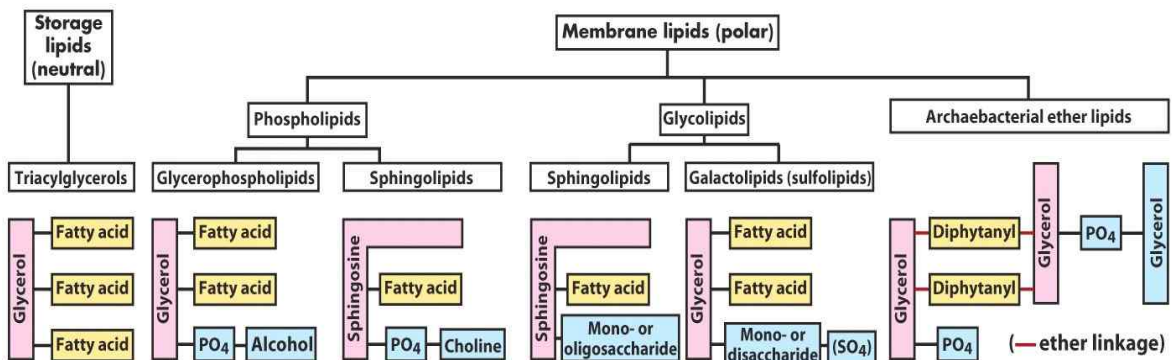 Storage
lipids
(neutral)
Membrane lipids (polar)
Phospholipids
Glycolipids
Archaebacterial ether lipids
Triacylglycerols
Glycerophospholipids
Sphingolipids
Sphingolipids
Galactolipids (sulfolipids)
Glycerol
Fatty acid
Fatty acid
Fatty acid
Glycerol
Fatty acid
Fatty acid
PO4
Alcohol
Sphingosine
Fatty acid
PO4
Choline
Sphingosine
Fatty acid
Mono- or
oligosaccharide
Glycerol
Fatty acid
Fatty acid
Mono- or
disaccharide
(SO4)
Glycerol
Diphytanyl
Diphytanyl
PO4
Glycerol
PO4
Glycerol
(— ether linkage)